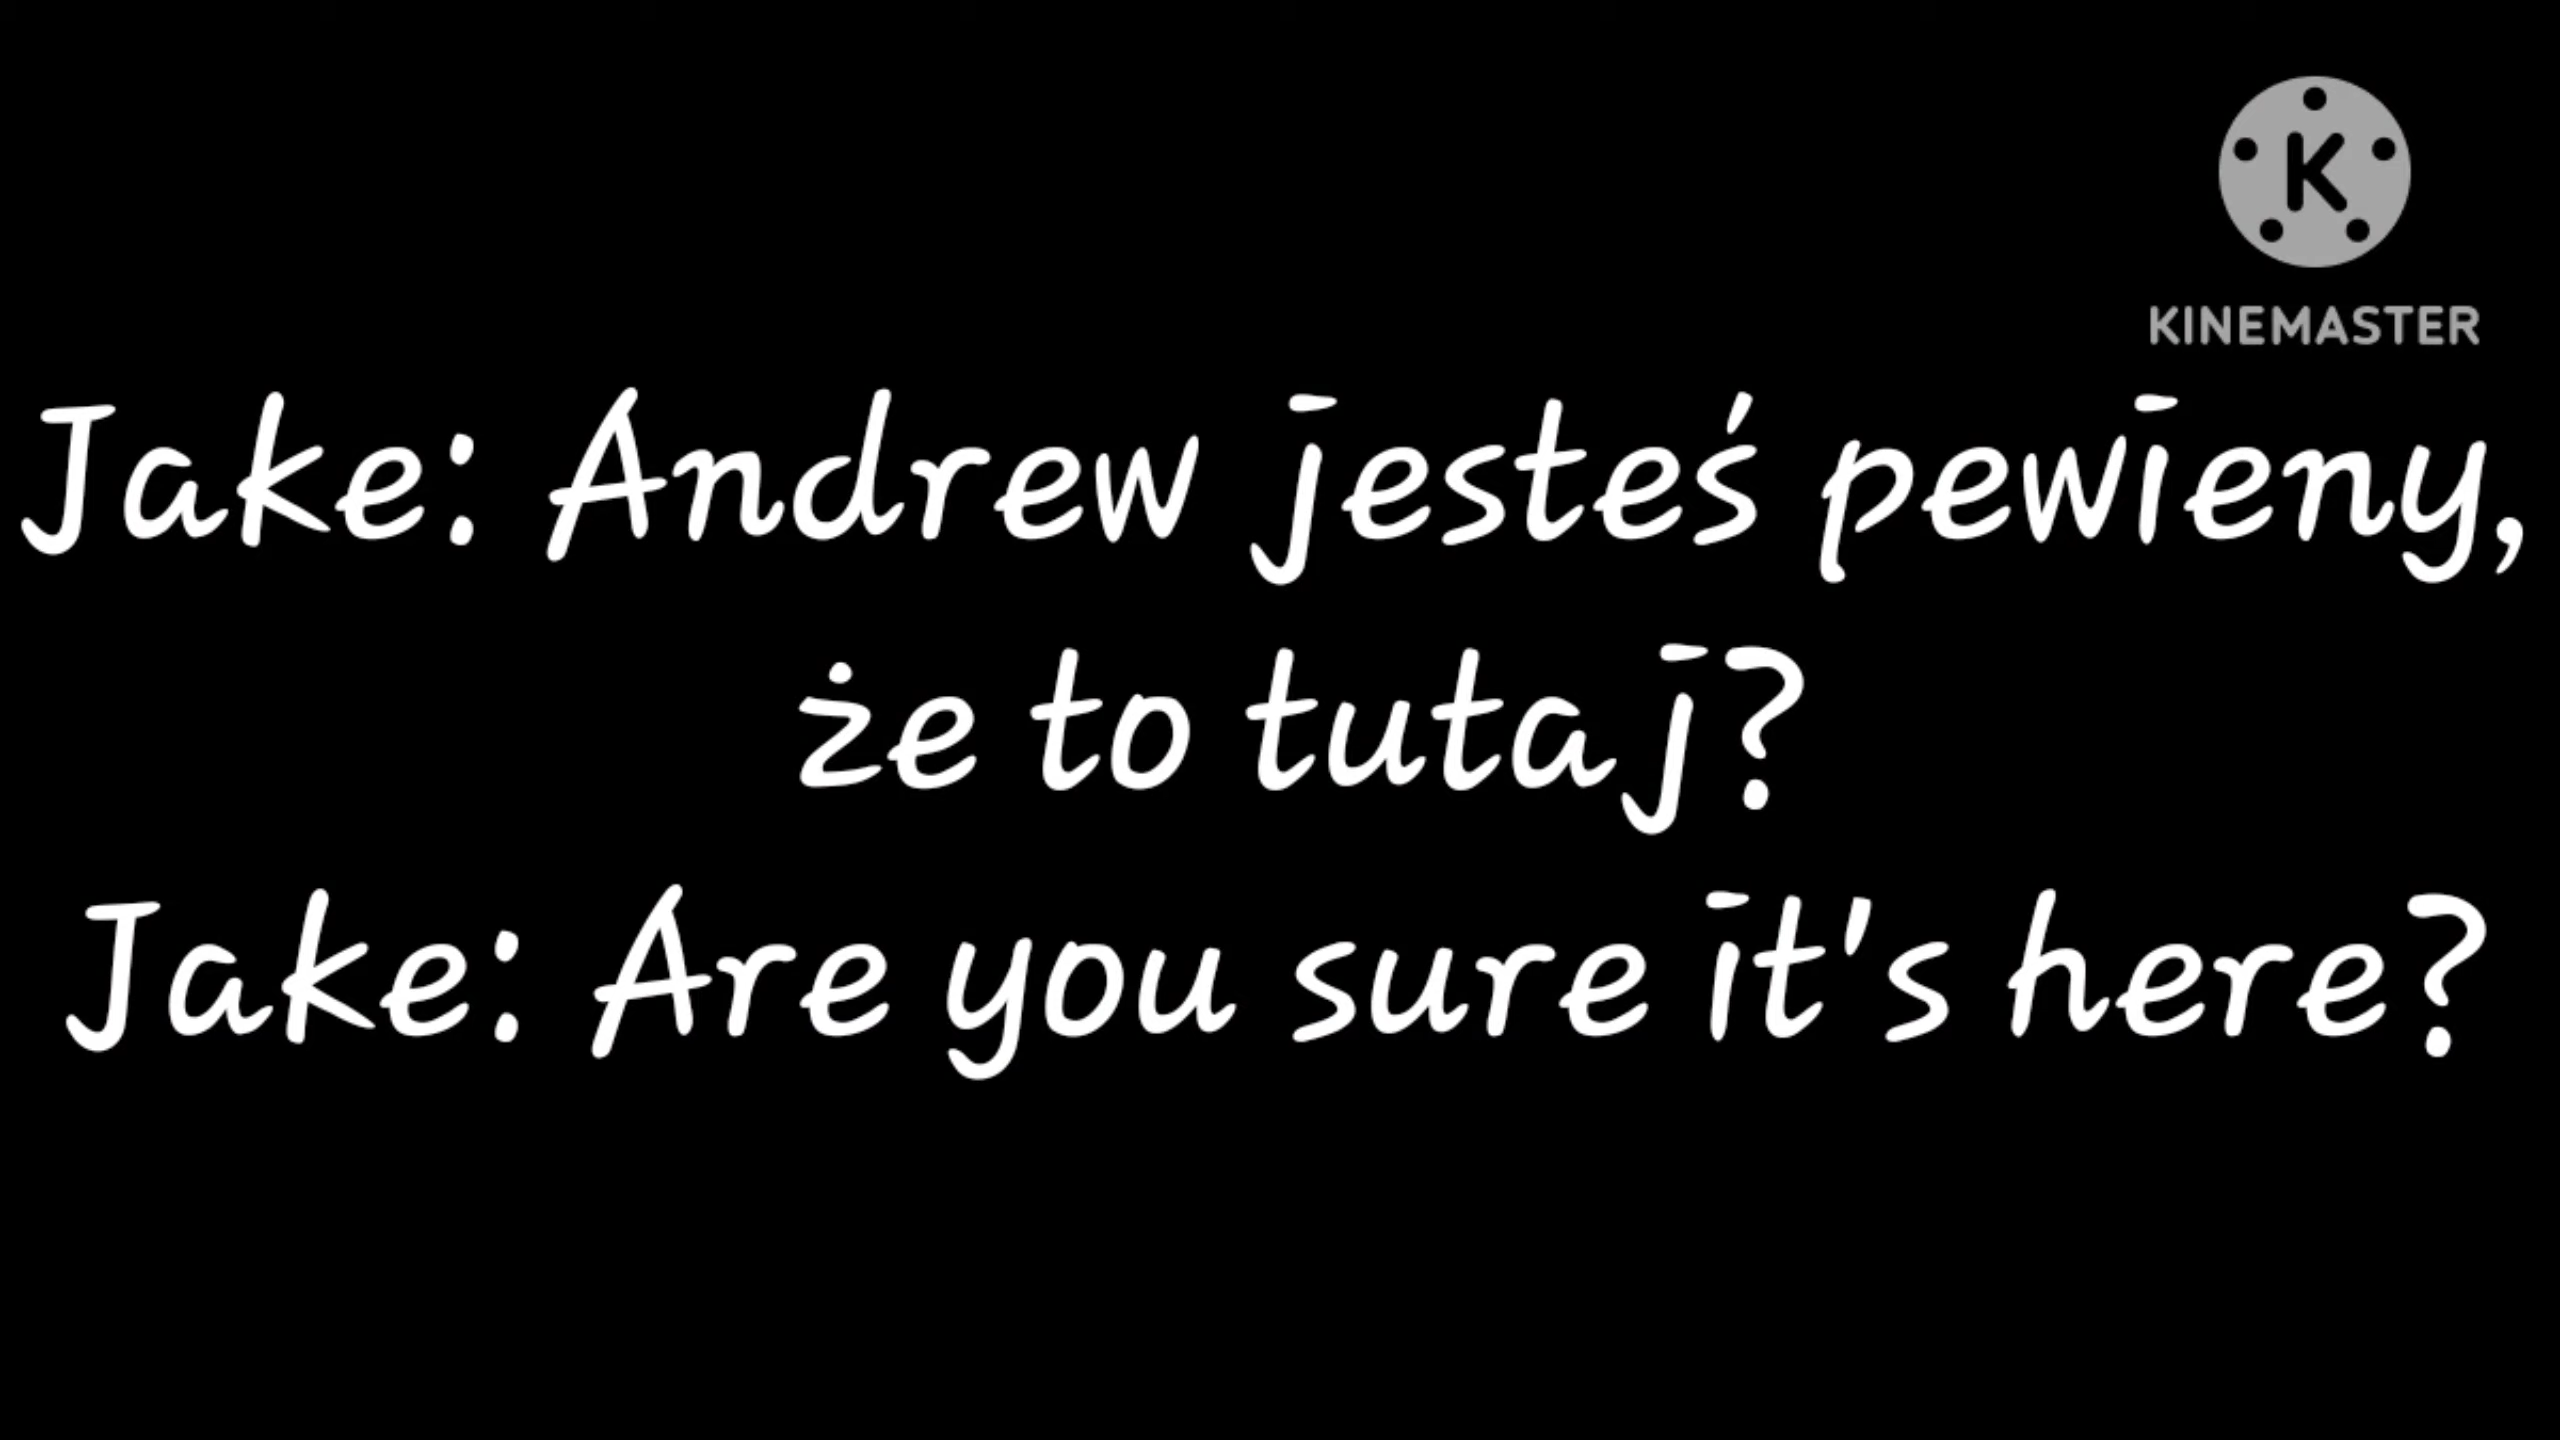 K
KINEMASTER
Jake: Andrew jesteś pewieny,
że to tutaj?
Jake: Are you sure it's here?